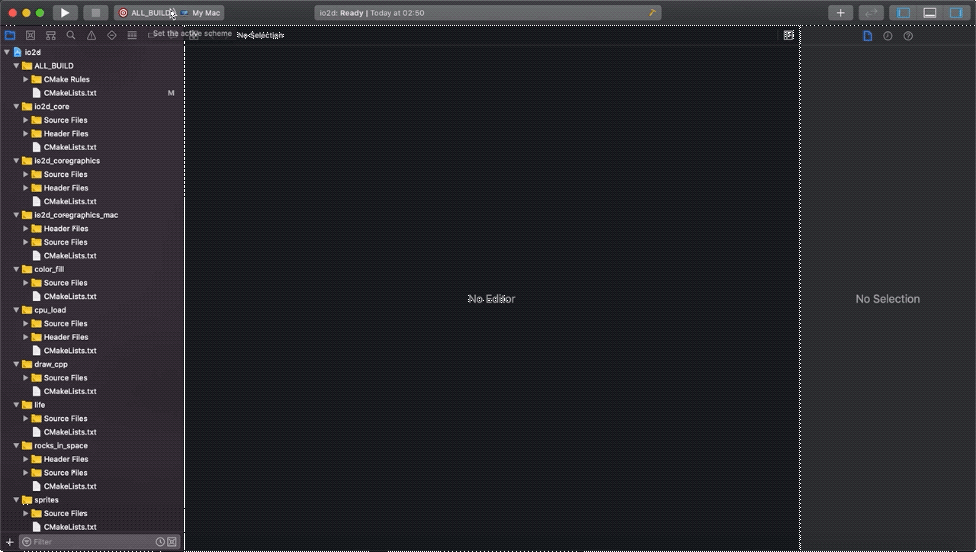 ALL_BUILD My Mac
io2d: Ready | Today at 02:50
Set the active scheme
No Selection
io2d
ALL_BUILD
CMake Rules
CMakeLists.txt M
io2d_core
Source Files
Header Files
CMakeLists.txt
io2d_coregraphics
Source Files
Header Files
CMakeLists.txt
io2d_coregraphics_mac
Header Files
Source Files
CMakeLists.txt
color_fill
Source Files
CMakeLists.txt
cpu_load
Source Files
Header Files
CMakeLists.txt
draw_cpp
Source Files
CMakeLists.txt
life
Source Files
CMakeLists.txt
rocks_in_space
Header Files
Source Files
CMakeLists.txt
sprites
Source Files
CMakeLists.txt
Filter
No Editor
No Selection